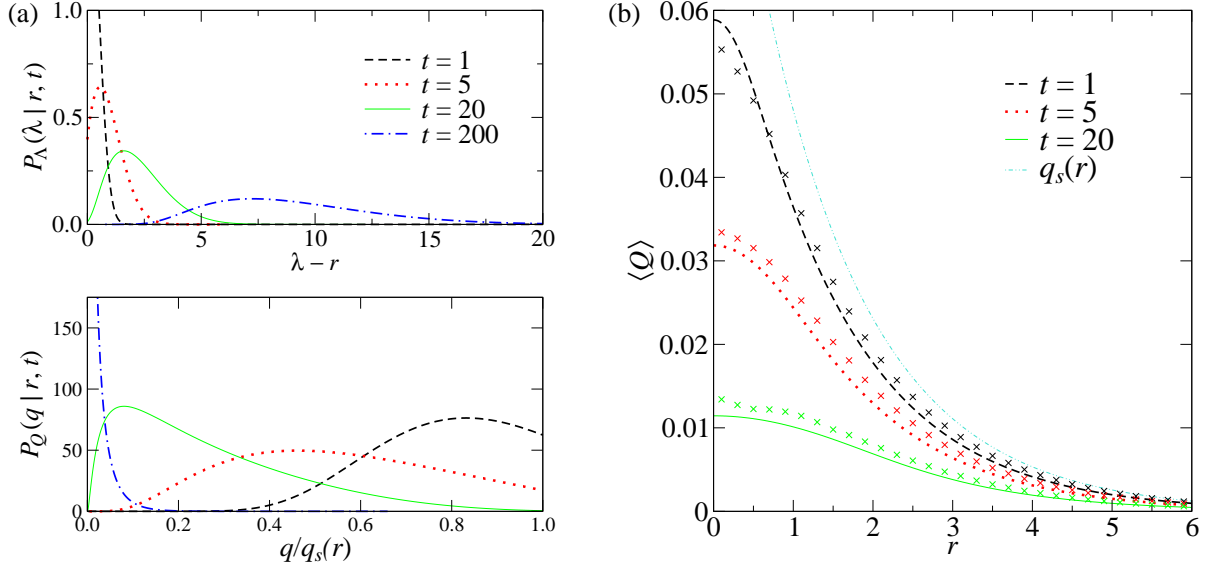 (a)
1.0
0.5
0.0
P_Λ(λ | r, t)
t = 1
t = 5
t = 20
t = 200
0 5 10 15 20
λ – r
150
100
50
0
P_Q(q | r, t)
0.0 0.2 0.4 0.6 0.8 1.0
q/q_s(r)
(b)
0.06
0.05
0.04
0.03
0.02
0.01
0
⟨Q⟩
t = 1
t = 5
t = 20
q_s(r)
0 1 2 3 4 5 6
r